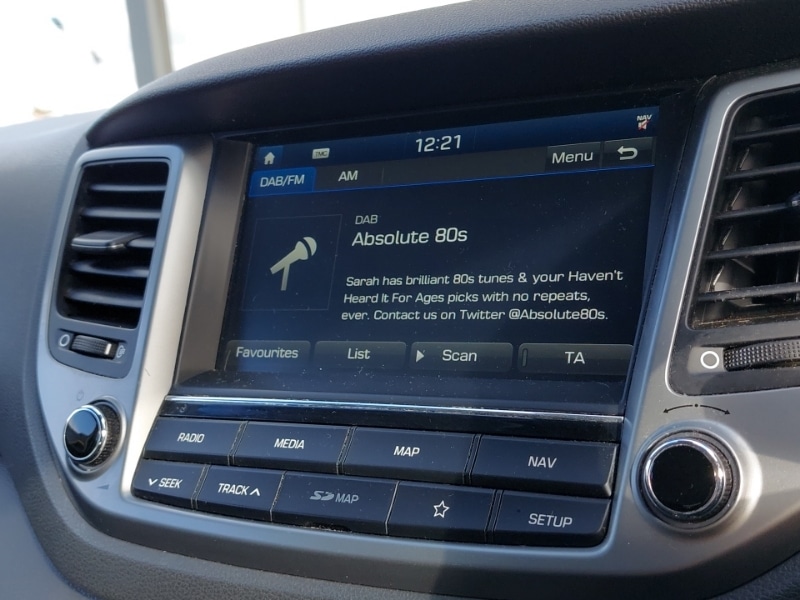 NAV
TMC
12:21
Menu
DAB/FM
AM
DAB
Absolute 80s
Sarah has brilliant 80s tunes & your Haven't
Heard It For Ages picks with no repeats,
ever. Contact us on Twitter @Absolute80s.
Favourites
List
Scan
TA
RADIO
MEDIA
MAP
NAV
SEEK
TRACK
SD MAP
SETUP